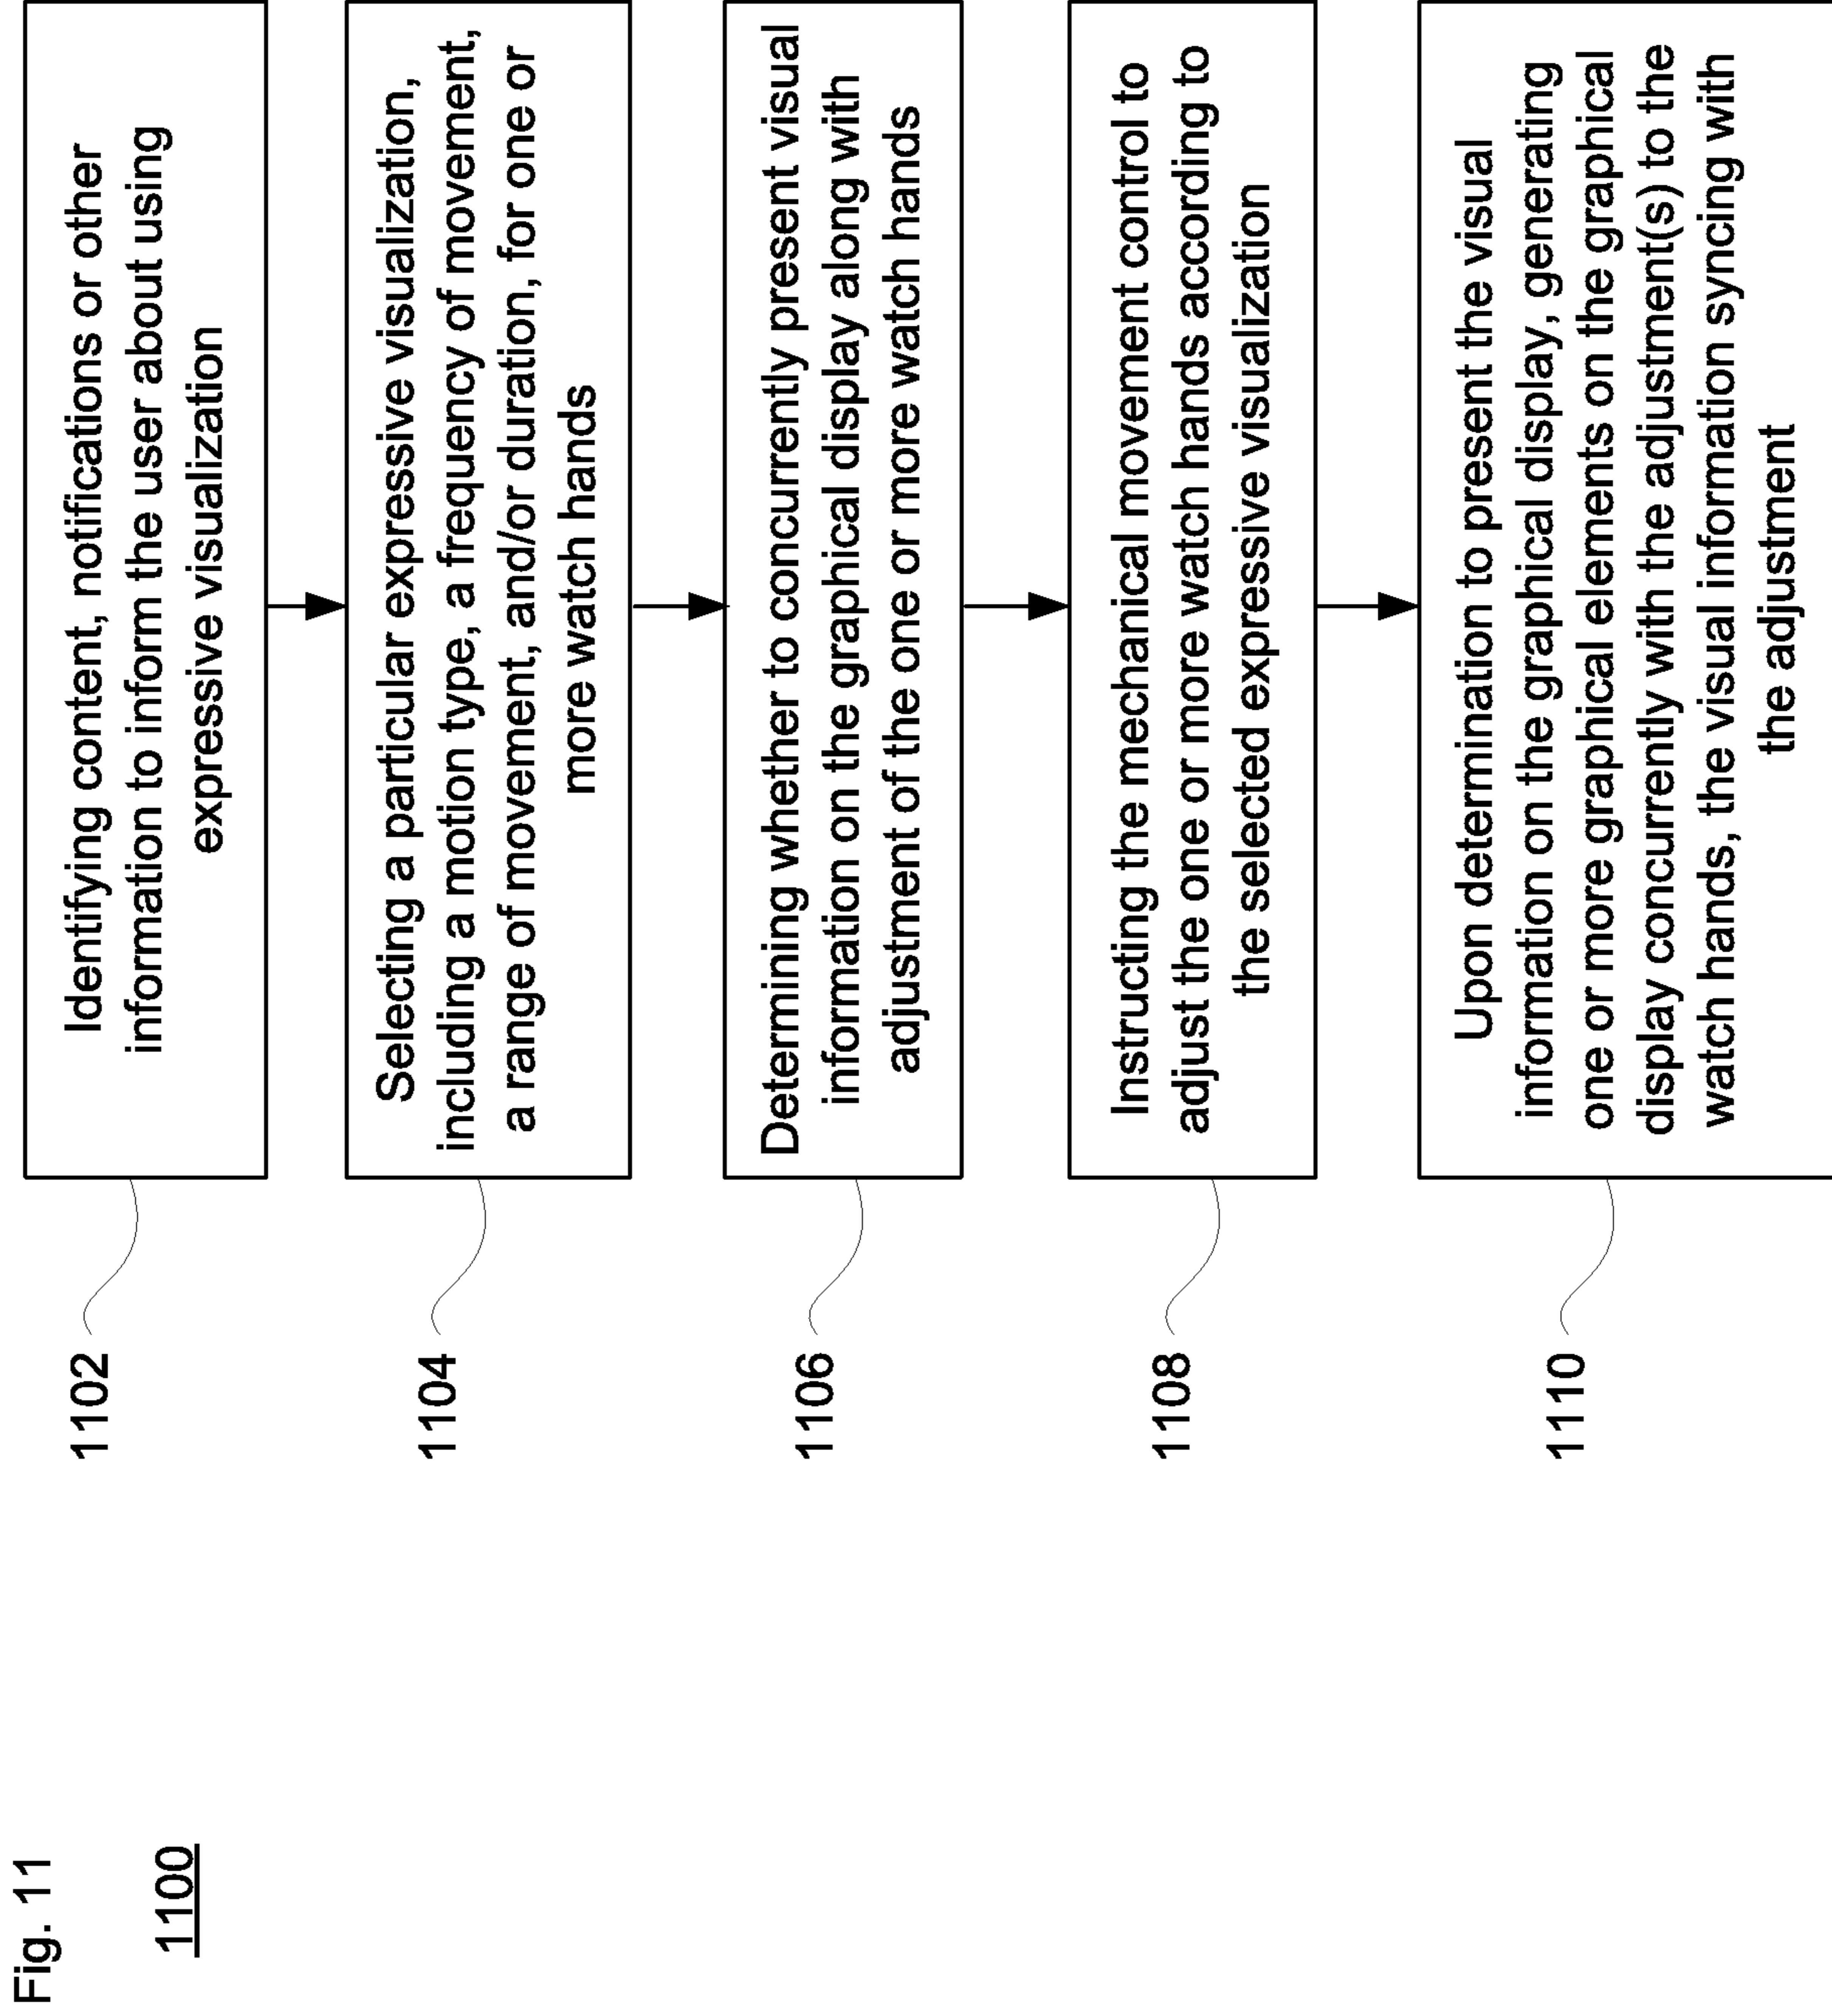 Fig. 11
1100
1102
Identifying content, notifications or other
information to inform the user about using
expressive visualization
1104
Selecting a particular expressive visualization,
including a motion type, a frequency of movement,
a range of movement, and/or duration, for one or
more watch hands
1106
Determining whether to concurrently present visual
information on the graphical display along with
adjustment of the one or more watch hands
1108
Instructing the mechanical movement control to
adjust the one or more watch hands according to
the selected expressive visualization
1110
Upon determination to present the visual
information on the graphical display, generating
one or more graphical elements on the graphical
display concurrently with the adjustment(s) to the
watch hands, the visual information syncing with
the adjustment